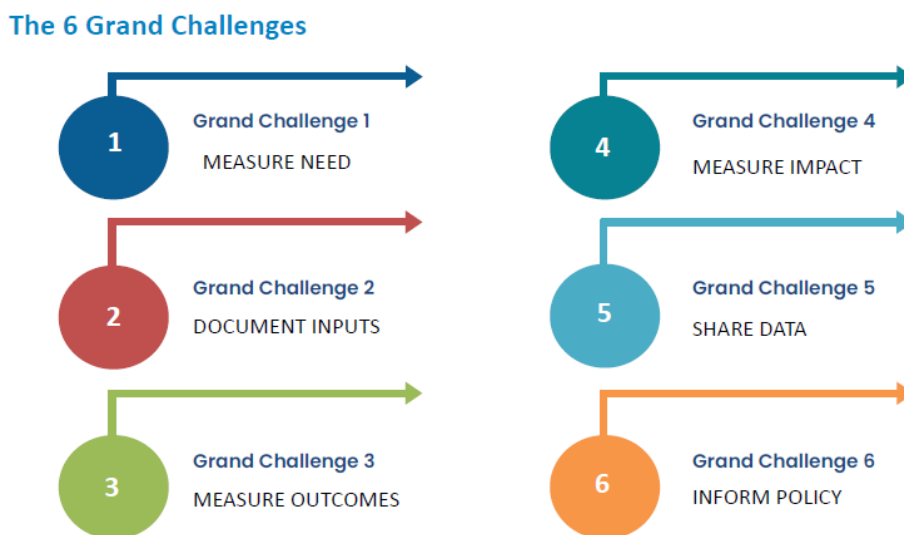 The 6 Grand Challenges
1
Grand Challenge 1
MEASURE NEED
2
Grand Challenge 2
DOCUMENT INPUTS
3
Grand Challenge 3
MEASURE OUTCOMES
4
Grand Challenge 4
MEASURE IMPACT
5
Grand Challenge 5
SHARE DATA
6
Grand Challenge 6
INFORM POLICY